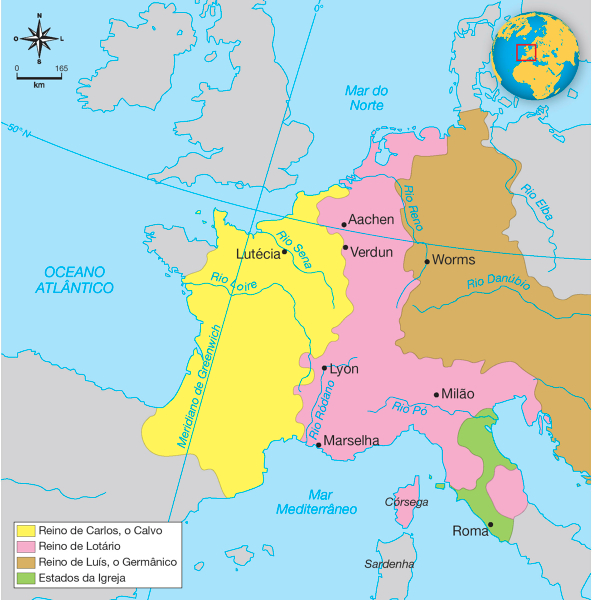 N
O
L
S
0 165
km
0°
50° N
Mar do
Norte
Rio Elba
Rio Reno
Aachen
Rio Sena
Lutécia
Verdun
Worms
OCEANO
ATLÂNTICO
Rio Loire
Rio Danúbio
Meridiano de Greenwich
Lyon
Milão
Rio Ródano
Rio Pó
Marselha
Mar
Mediterrâneo
Córsega
Roma
Sardenha
Reino de Carlos, o Calvo
Reino de Lotário
Reino de Luís, o Germânico
Estados da Igreja